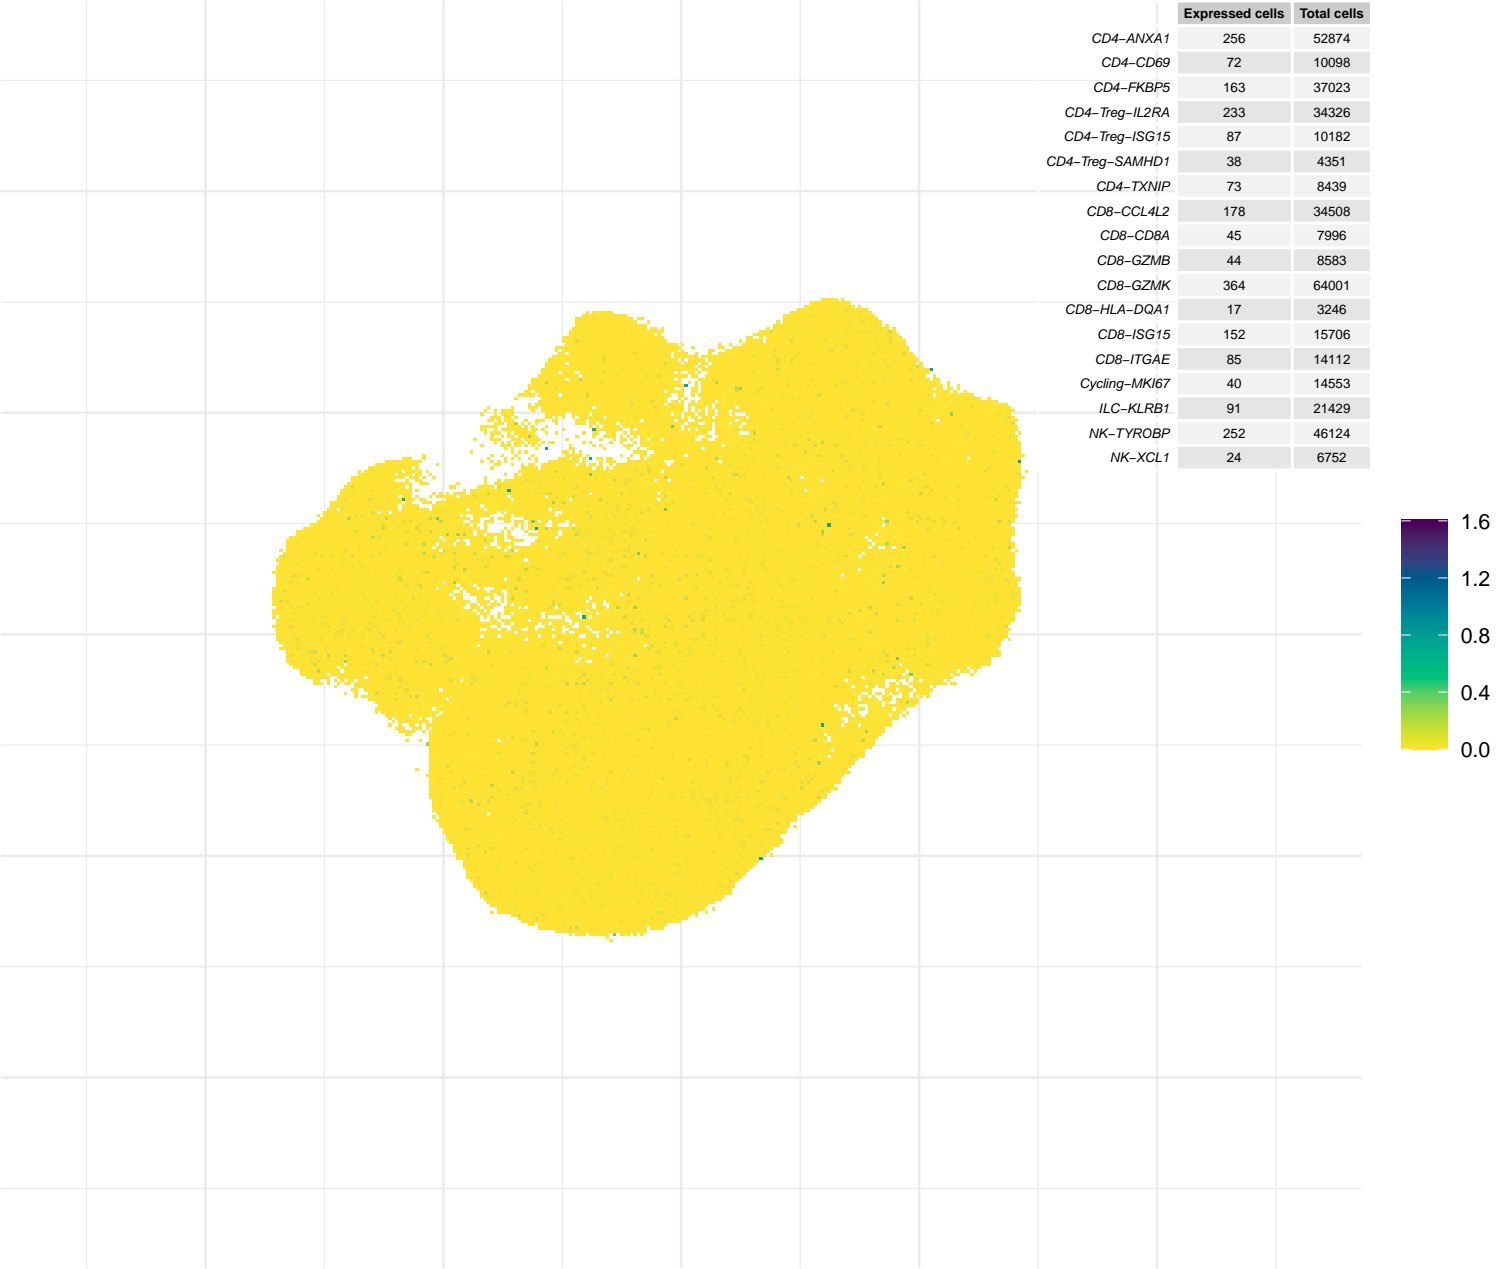 Expressed cells Total cells
CD4−ANXA1 256 52874
CD4−CD69 72 10098
CD4−FKBP5 163 37023
CD4−Treg−IL2RA 233 34326
CD4−Treg−ISG15 87 10182
CD4−Treg−SAMHD1 38 4351
CD4−TXNIP 73 8439
CD8−CCL4L2 178 34508
CD8−CD8A 45 7996
CD8−GZMB 44 8583
CD8−GZMK 364 64001
CD8−HLA−DQA1 17 3246
CD8−ISG15 152 15706
CD8−ITGAE 85 14112
Cycling−MKI67 40 14553
ILC−KLRB1 91 21429
NK−TYROBP 252 46124
NK−XCL1 24 6752
1.6
1.2
0.8
0.4
0.0